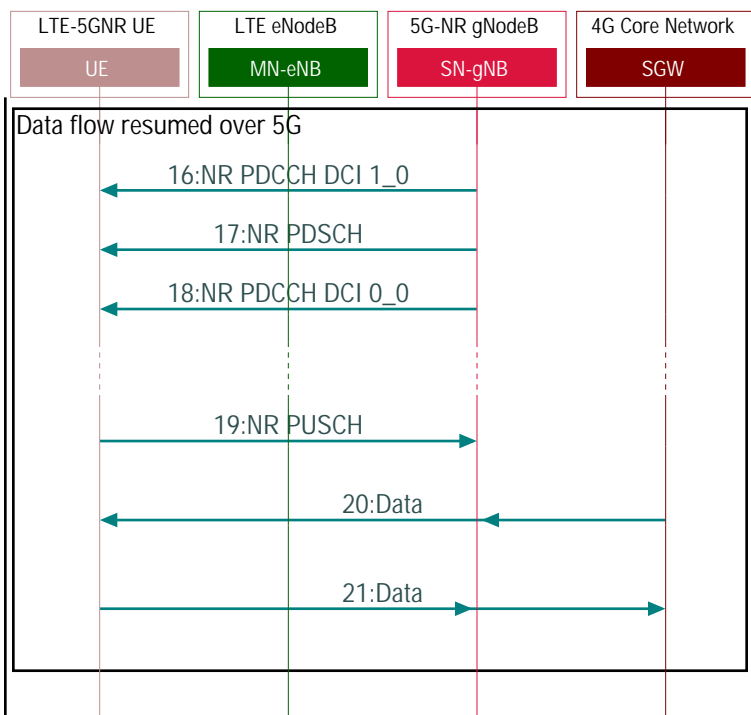 LTE-5GNR UE LTE eNodeB 5G-NR gNodeB 4G Core Network
UE MN-eNB SN-gNB SGW
Data flow resumed over 5G
16:NR PDCCH DCI 1_0
17:NR PDSCH
18:NR PDCCH DCI 0_0
19:NR PUSCH
20:Data
21:Data